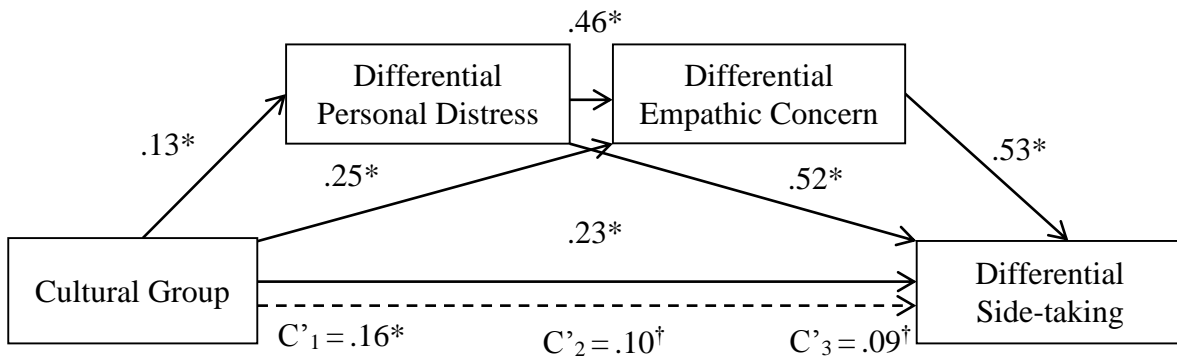 .46*
Differential
Personal Distress
Differential
Empathic Concern
.13*
.25*
.52*
.53*
.23*
Cultural Group
Differential
Side-taking
C’₁ = .16*
C’₂ = .10†
C’₃ = .09†